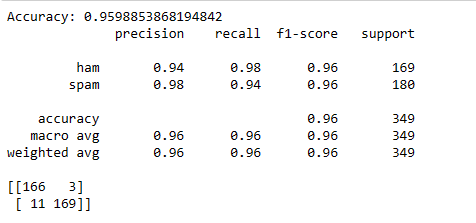 Accuracy: 0.9598853868194842
precision recall f1-score support
ham 0.94 0.98 0.96 169
spam 0.98 0.94 0.96 180
accuracy 0.96 349
macro avg 0.96 0.96 0.96 349
weighted avg 0.96 0.96 0.96 349
[[166 3]
[ 11 169]]